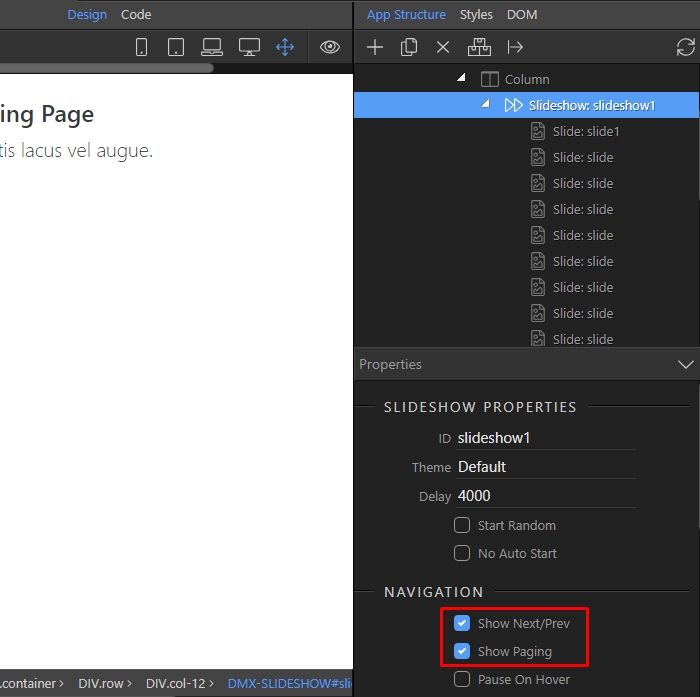 Design Code
App Structure Styles DOM
Column
Slideshow: slideshow1
Slide: slide1
Slide: slide
Slide: slide
Slide: slide
Slide: slide
Slide: slide
Slide: slide
Slide: slide
Slide: slide
ing Page
tis lacus vel augue.
Properties
SLIDESHOW PROPERTIES
ID slideshow1
Theme Default
Delay 4000
Start Random
No Auto Start
NAVIGATION
Show Next/Prev
Show Paging
Pause On Hover
.container > DIV.row > DIV.col-12 > DMX-SLIDESHOW#sli